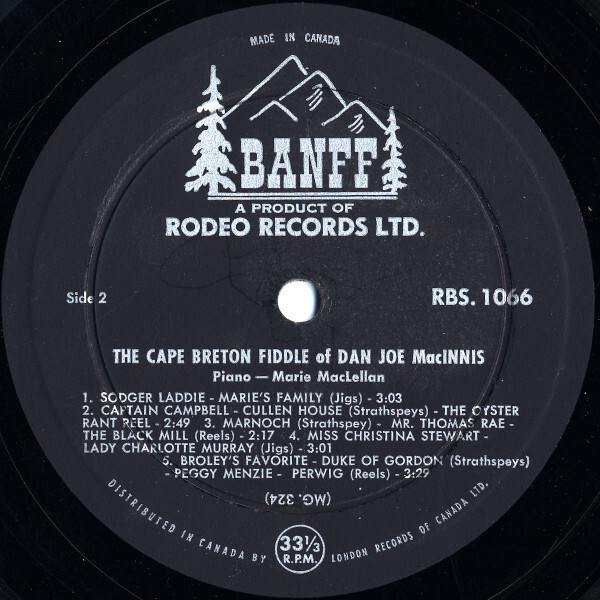 MADE IN CANADA
BANFF
A PRODUCT OF
RODEO RECORDS LTD.
Side 2
RBS. 1066
THE CAPE BRETON FIDDLE of DAN JOE MacINNIS
Piano — Marie MacLellan
1. SODGER LADDIE - MARIE'S FAMILY (Jigs) - 3:03
2. CAPTAIN CAMPBELL - CULLEN HOUSE (Strathspeys) - THE OYSTER
RANT REEL - 2:49 3. MARNOCH (Strathspey) - MR. THOMAS RAE -
THE BLACK MILL (Reels) - 2:17 4. MISS CHRISTINA STEWART -
LADY CHARLOTTE MURRAY (Jigs) - 3:01
5. BROLEY'S FAVORITE - DUKE OF GORDON (Strathspeys)
- PEGGY MENZIE - PERWIG (Reels) - 3:29
(MG. 324)
DISTRIBUTED IN CANADA BY LONDON RECORDS OF CANADA LTD.
33⅓
R.P.M.